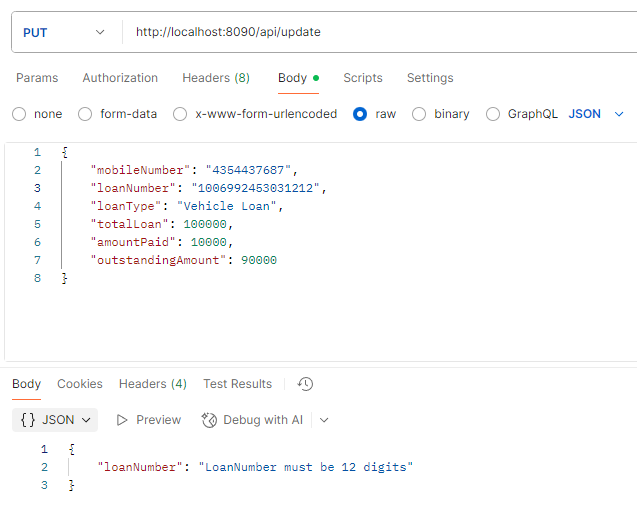 PUT http://localhost:8090/api/update
Params Authorization Headers (8) Body Scripts Settings
none form-data x-www-form-urlencoded raw binary GraphQL JSON
1 {
2 "mobileNumber": "4354437687",
3 "loanNumber": "1006992453031212",
4 "loanType": "Vehicle Loan",
5 "totalLoan": 100000,
6 "amountPaid": 10000,
7 "outstandingAmount": 90000
8 }
Body Cookies Headers (4) Test Results
{} JSON Preview Debug with AI
1 {
2 "loanNumber": "LoanNumber must be 12 digits"
3 }